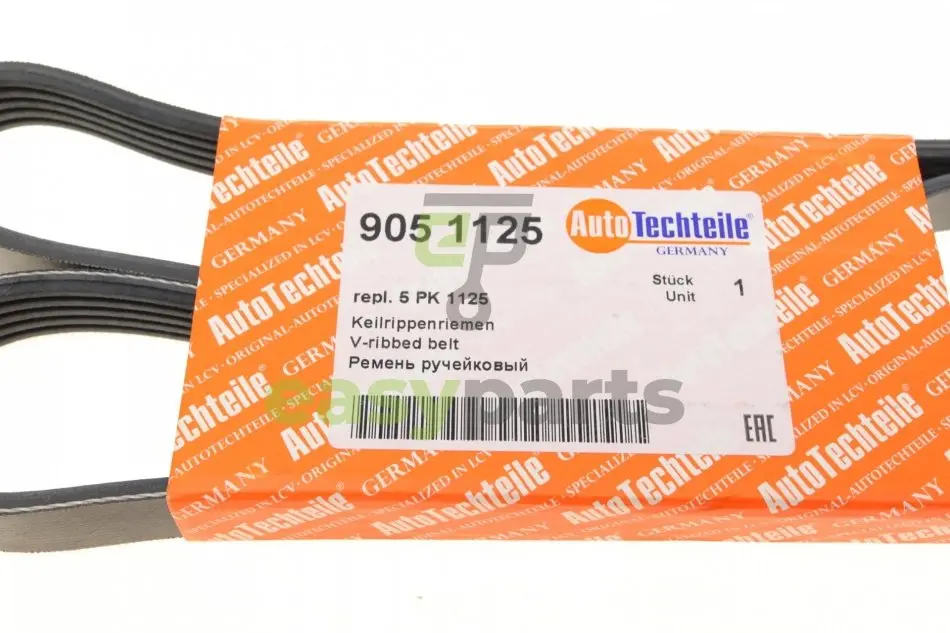 905 1125
AutoTechteile®
GERMANY
repl. 5 PK 1125
Stück 1
Unit
Keilrippenriemen
V-ribbed belt
Ремень ручейковый
easyparts
EAC
AutoTechteile
GERMANY
SPECIALIZED IN LCV · ORIGINAL · AUTOTECHTEILE